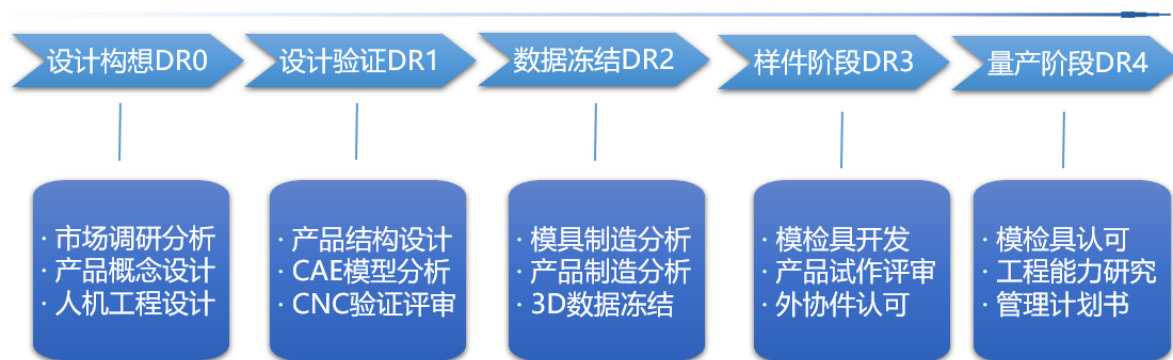 设计构想DR0
设计验证DR1
数据冻结DR2
样件阶段DR3
量产阶段DR4
· 市场调研分析
· 产品概念设计
· 人机工程设计
· 产品结构设计
· CAE模型分析
· CNC验证评审
· 模具制造分析
· 产品制造分析
· 3D数据冻结
· 模检具开发
· 产品试作评审
· 外协件认可
· 模检具认可
· 工程能力研究
· 管理计划书